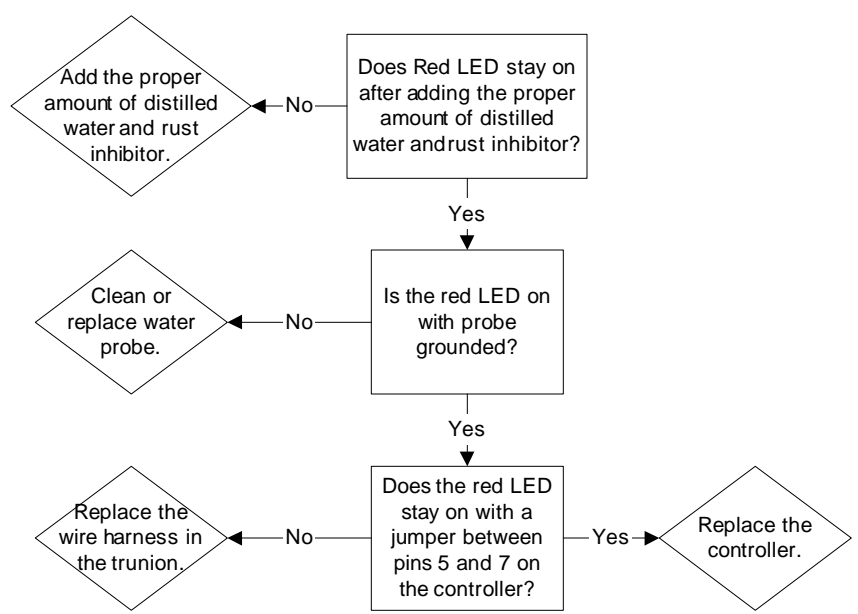 Add the proper
amount of distilled
water and rust
inhibitor.
No
Does Red LED stay on
after adding the proper
amount of distilled
water and rust inhibitor?
Yes
Clean or
replace water
probe.
No
Is the red LED on
with probe
grounded?
Yes
Replace the
wire harness in
the trunion.
No
Does the red LED
stay on with a
jumper between
pins 5 and 7 on
the controller?
Yes
Replace the
controller.